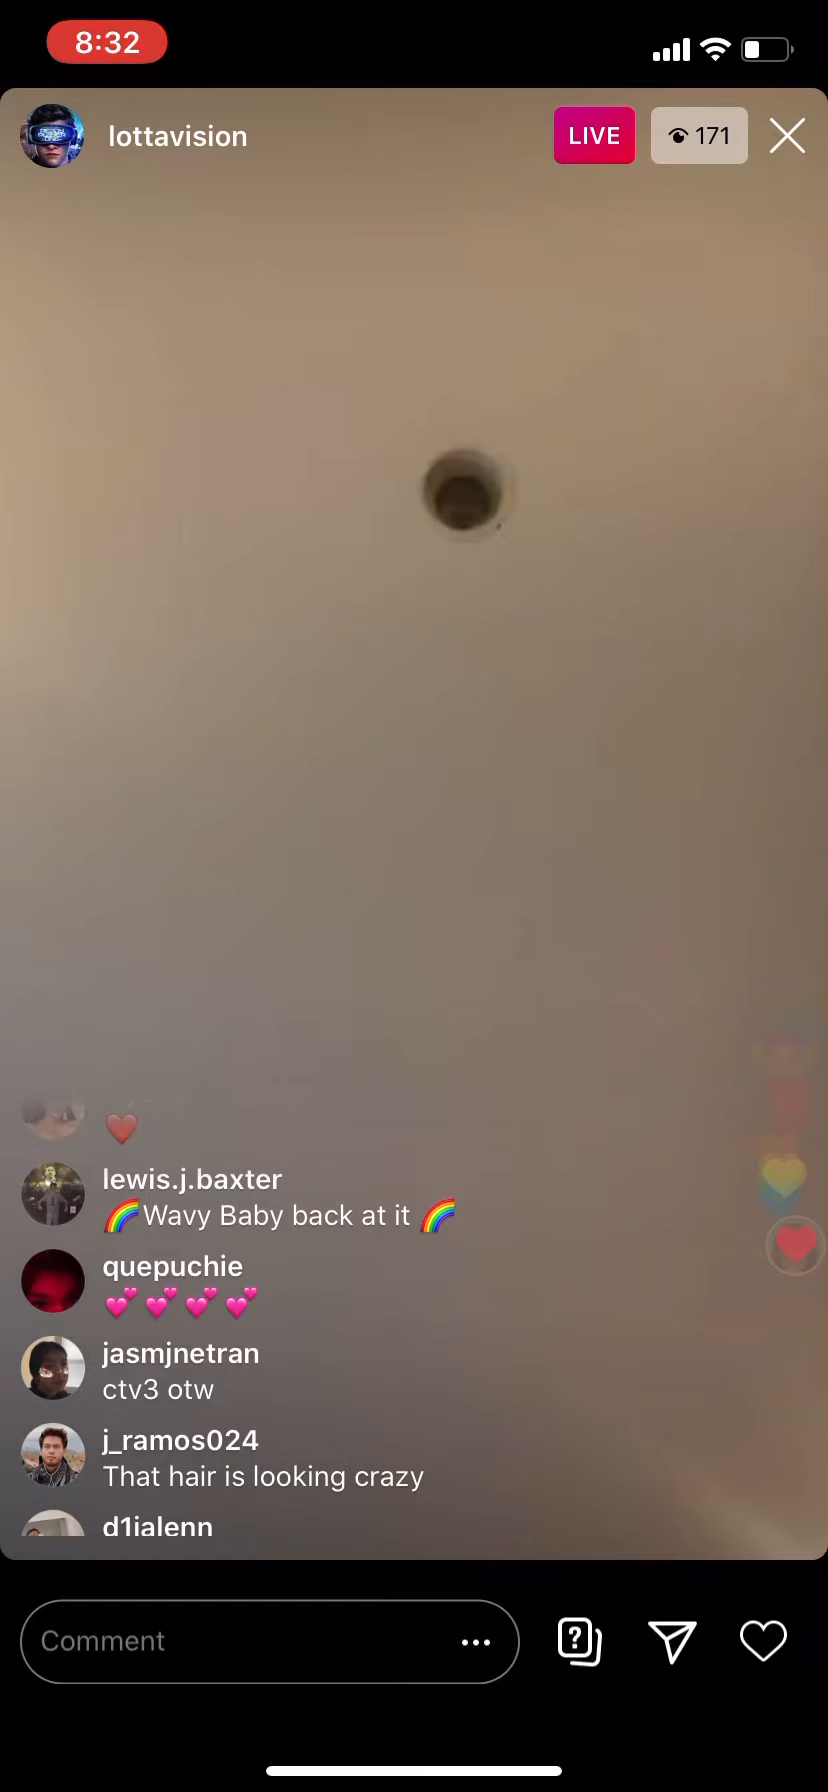 8:32
lottavision
LIVE
171
lewis.j.baxter
🌈Wavy Baby back at it 🌈
quepuchie
💕💕💕💕
jasmjnetran
ctv3 otw
j_ramos024
That hair is looking crazy
d1ialenn
Comment